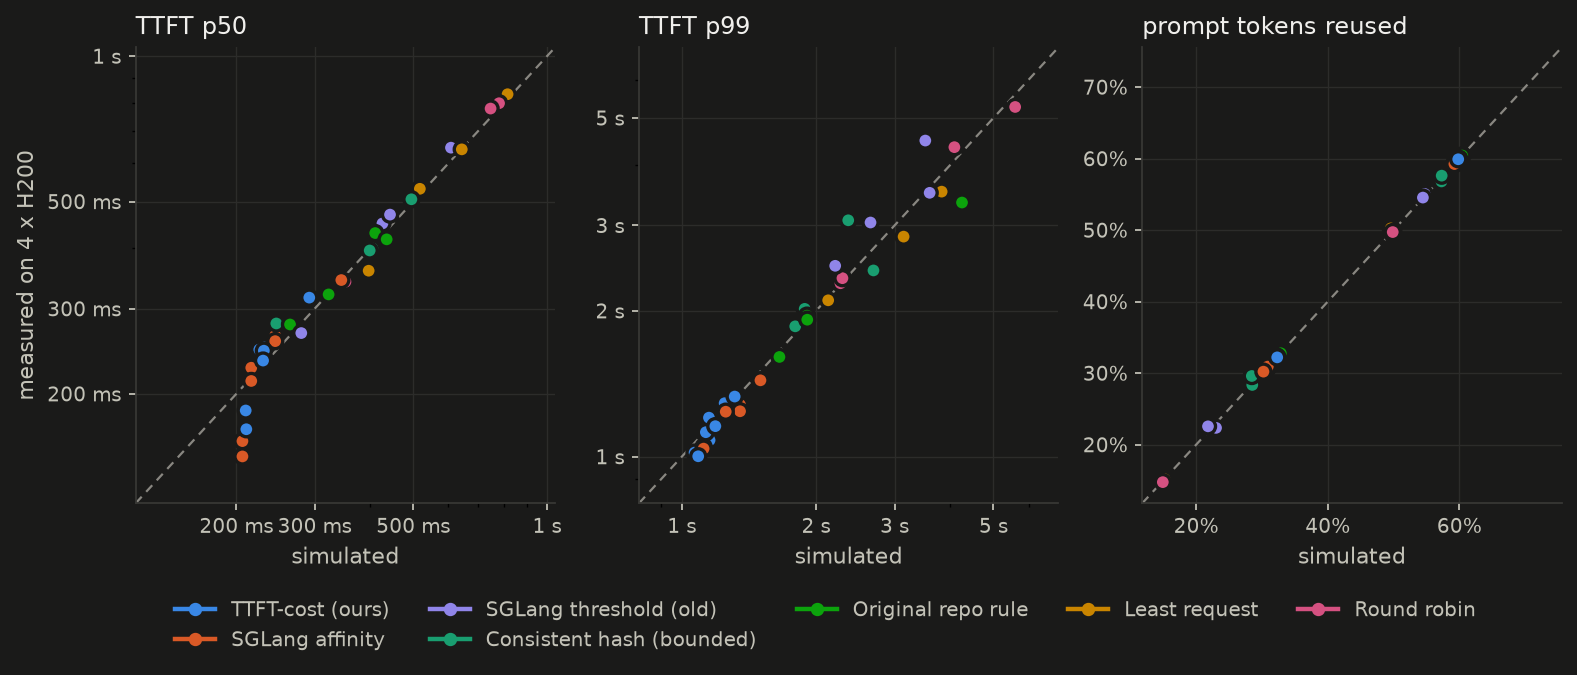 TTFT p50
TTFT p99
prompt tokens reused
measured on 4 x H200
1 s
500 ms
300 ms
200 ms
200 ms 300 ms 500 ms 1 s
simulated
5 s
3 s
2 s
1 s
1 s 2 s 3 s 5 s
simulated
70%
60%
50%
40%
30%
20%
20% 40% 60%
simulated
TTFT-cost (ours) SGLang threshold (old) Original repo rule Least request Round robin
SGLang affinity Consistent hash (bounded)